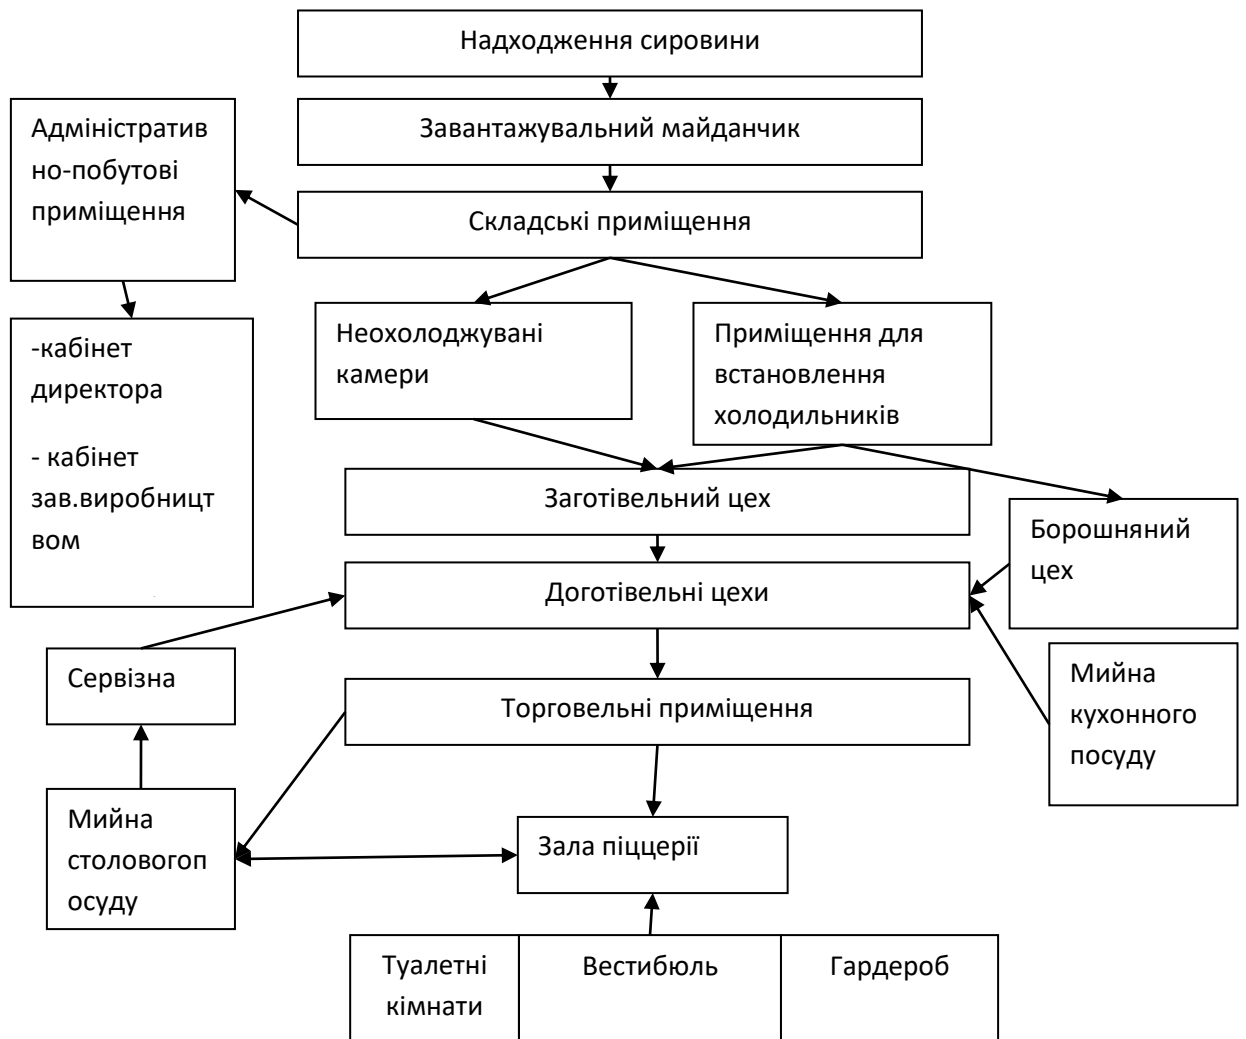 Надходження сировини
Адміністратив
но-побутові
приміщення
Завантажувальний майданчик
Складські приміщення
-кабінет
директора
- кабінет
зав.виробницт
вом
Неохолоджувані
камери
Приміщення для
встановлення
холодильників
Заготівельний цех
Борошняний
цех
Доготівельні цехи
Сервізна
Мийна
кухонного
посуду
Торговельні приміщення
Мийна
столовогоп
осуду
Зала піццерії
Туалетні
кімнати
Вестибюль
Гардероб